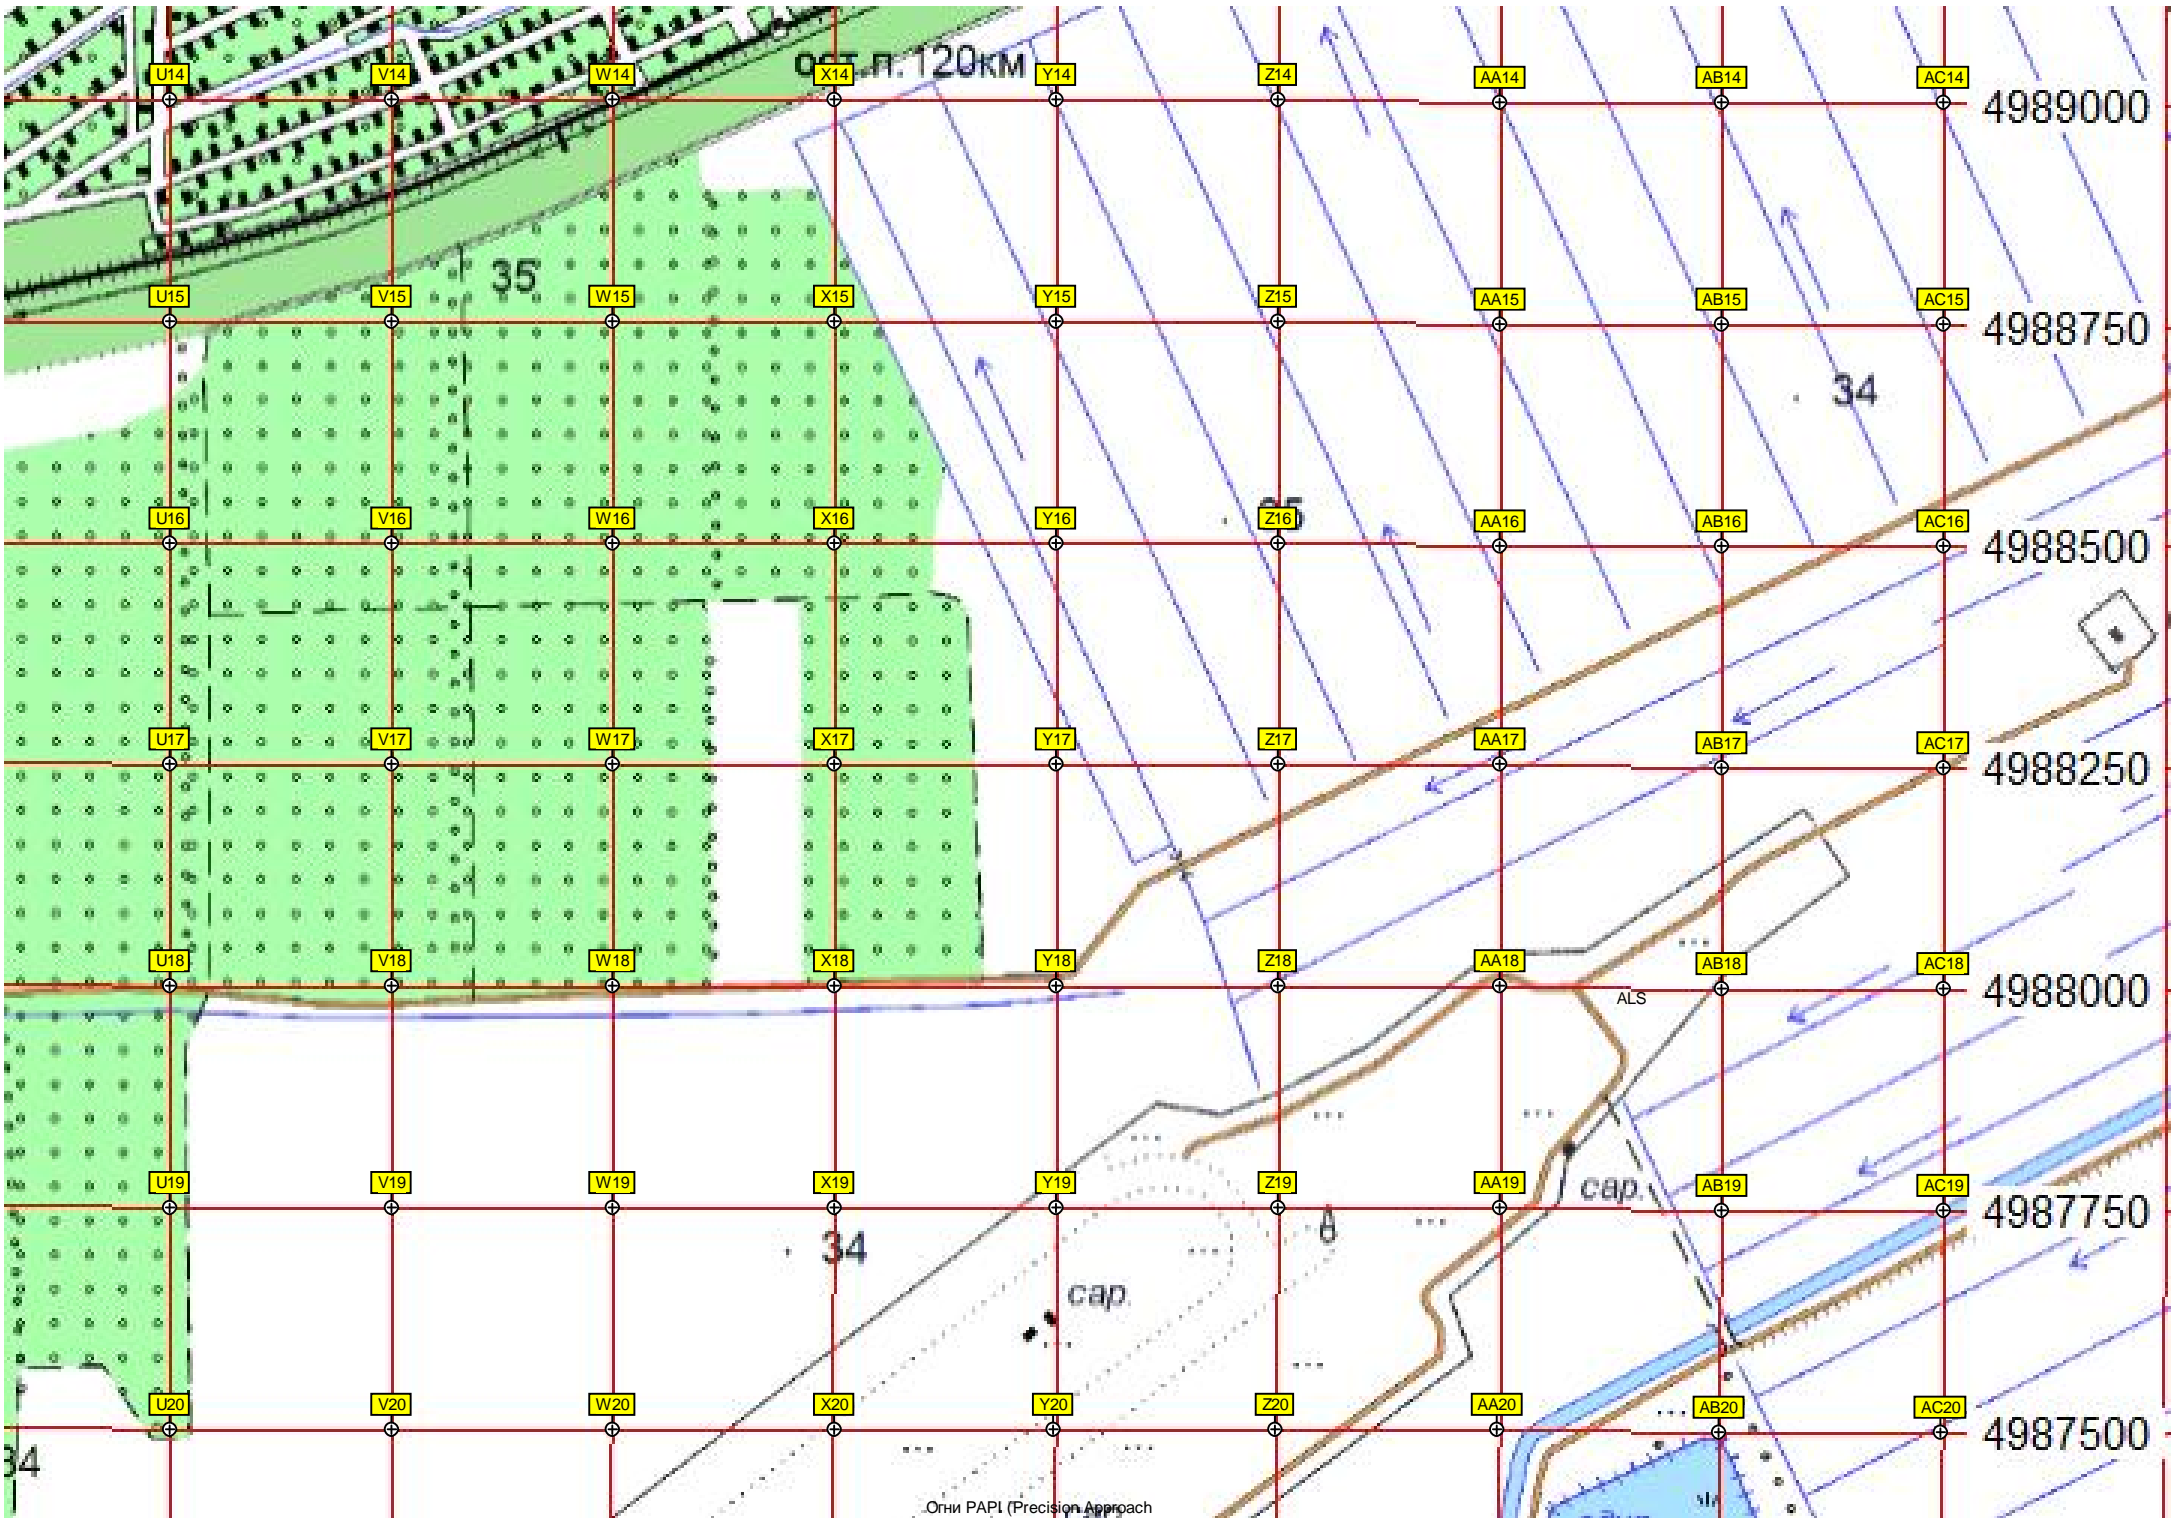 ост.п. 120км
U14 V14 W14 X14 Y14 Z14 AA14 AB14 AC14 4989000
35
U15 V15 W15 X15 Y15 Z15 AA15 AB15 AC15 4988750
34
U16 V16 W16 X16 Y16 Z16 AA16 AB16 AC16 4988500
U17 V17 W17 X17 Y17 Z17 AA17 AB17 AC17 4988250
U18 V18 W18 X18 Y18 Z18 AA18 AB18 AC18 4988000
ALS
U19 V19 W19 X19 Y19 Z19 AA19 сар. AB19 AC19 4987750
34
сар.
U20 V20 W20 X20 Y20 Z20 AA20 AB20 AC20 4987500
34
Огни PAPI (Precision Approach